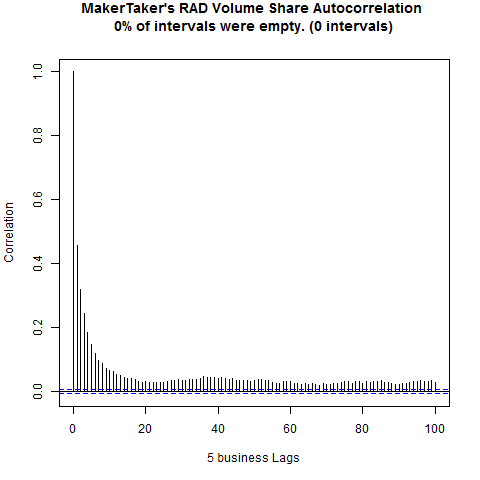 MakerTaker's RAD Volume Share Autocorrelation
0% of intervals were empty. (0 intervals)
1.0
0.8
0.6
0.4
0.2
0.0
Correlation
0 20 40 60 80 100
5 business Lags